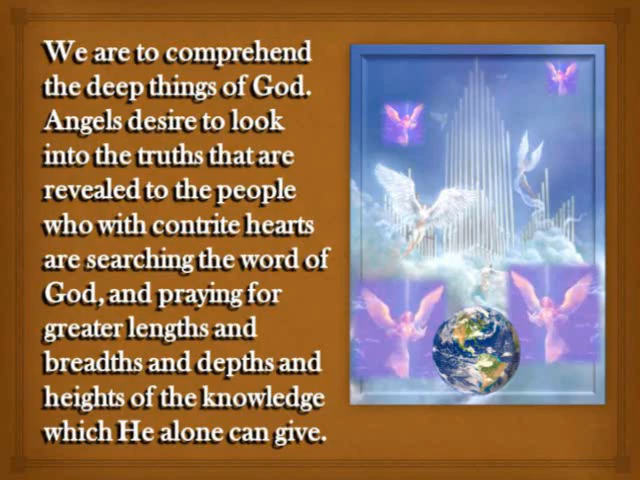 We are to comprehend
the deep things of God.
Angels desire to look
into the truths that are
revealed to the people
who with contrite hearts
are searching the word of
God, and praying for
greater lengths and
breadths and depths and
heights of the knowledge
which He alone can give.